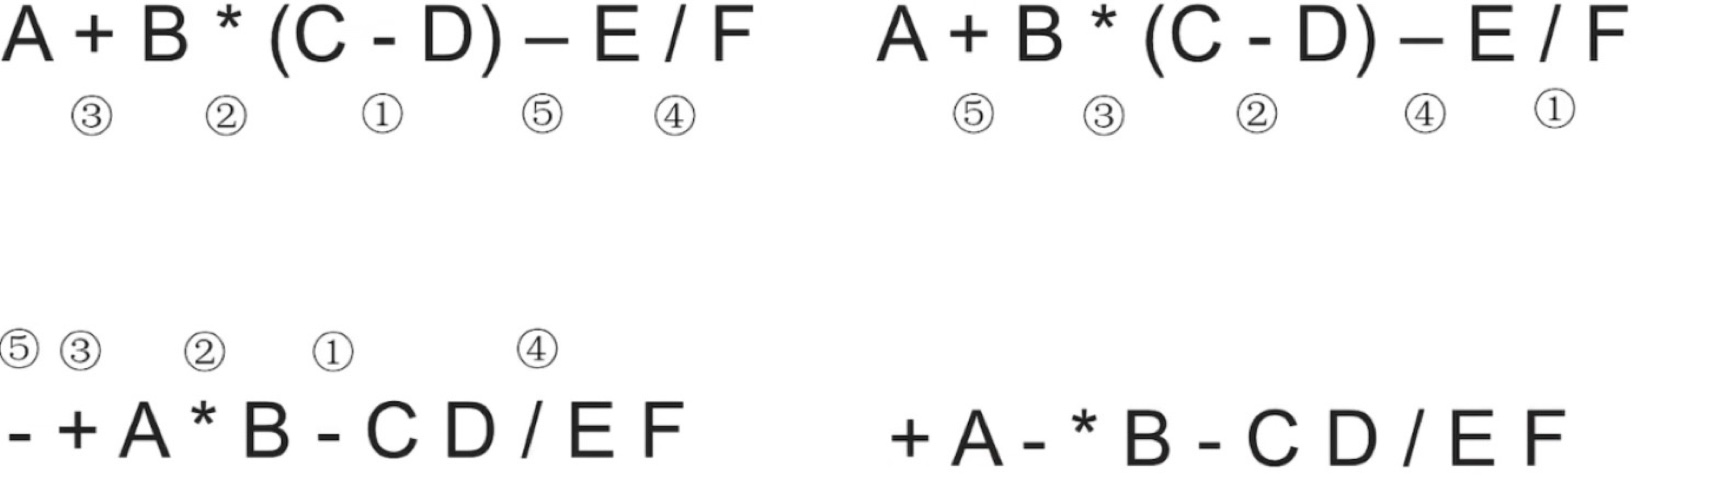 A + B * (C - D) – E / F
③ ② ① ⑤ ④
A + B * (C - D) – E / F
⑤ ③ ② ④ ①
⑤ ③ ② ① ④
- + A * B - C D / E F
+ A - * B - C D / E F